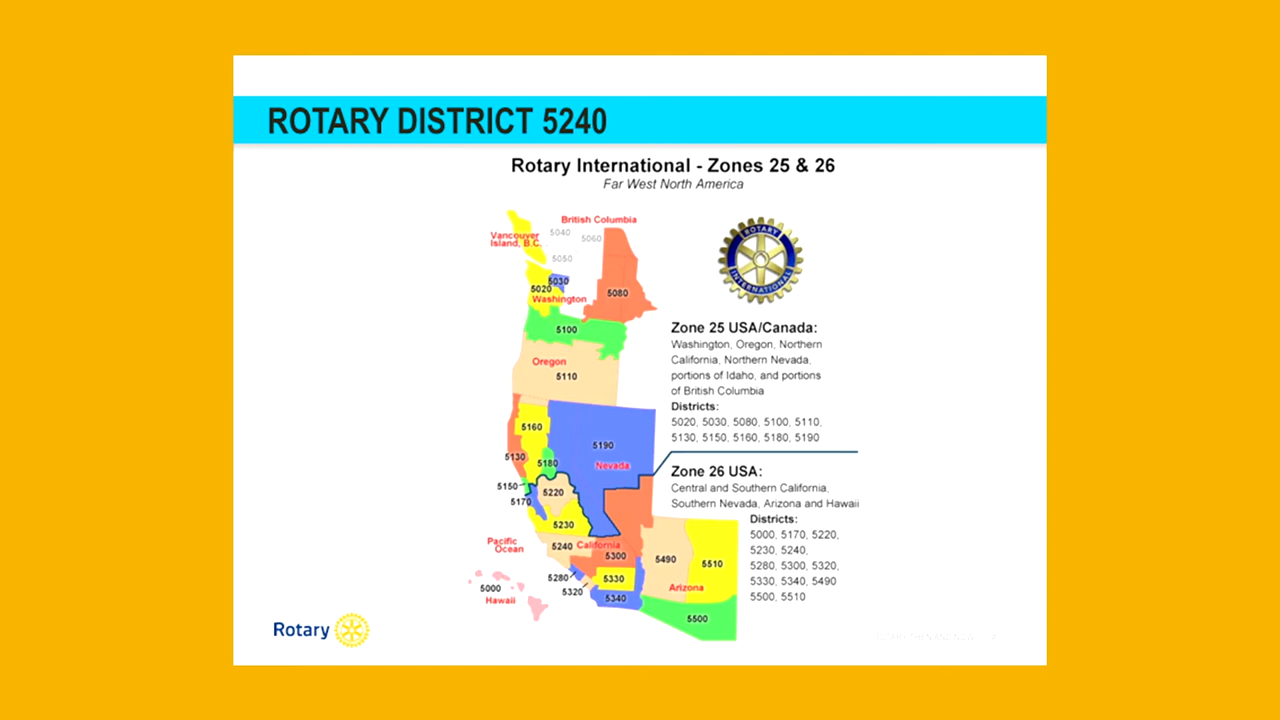 ROTARY DISTRICT 5240
Rotary International - Zones 25 & 26
Far West North America
British Columbia
Vancouver
Island, B.C.
5040
5060
5050
5030
5020
Washington
5080
5100
Oregon
5110
5160
5190
5130
5180
Nevada
5150
5170
5220
5230
Pacific
Ocean
5240
California
5300
5490
5510
5280
5330
5320
5340
Arizona
5000
Hawaii
5500
ROTARY
INTERNATIONAL
Zone 25 USA/Canada:
Washington, Oregon, Northern
California, Northern Nevada,
portions of Idaho, and portions
of British Columbia
Districts:
5020, 5030, 5080, 5100, 5110,
5130, 5150, 5160, 5180, 5190
Zone 26 USA:
Central and Southern California,
Southern Nevada, Arizona and Hawaii
Districts:
5000, 5170, 5220,
5230, 5240,
5280, 5300, 5320,
5330, 5340, 5490
5500, 5510
Rotary